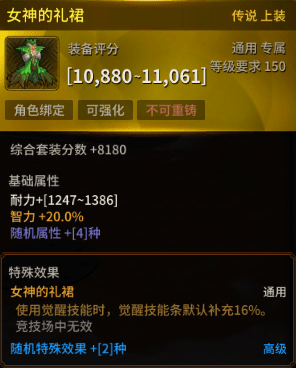 女神的礼裙 传说 上装
装备评分 通用 专属
[10,880~11,061] 等级要求 150
角色绑定 可强化 不可重铸
综合套装分数 +8180
基础属性
耐力+[1247~1386]
智力 +20.0%
随机属性 +[4]种
特殊效果
女神的礼裙 通用
使用觉醒技能时，觉醒技能条默认补充16%。
竞技场中无效
随机特殊效果 +[2]种 高级